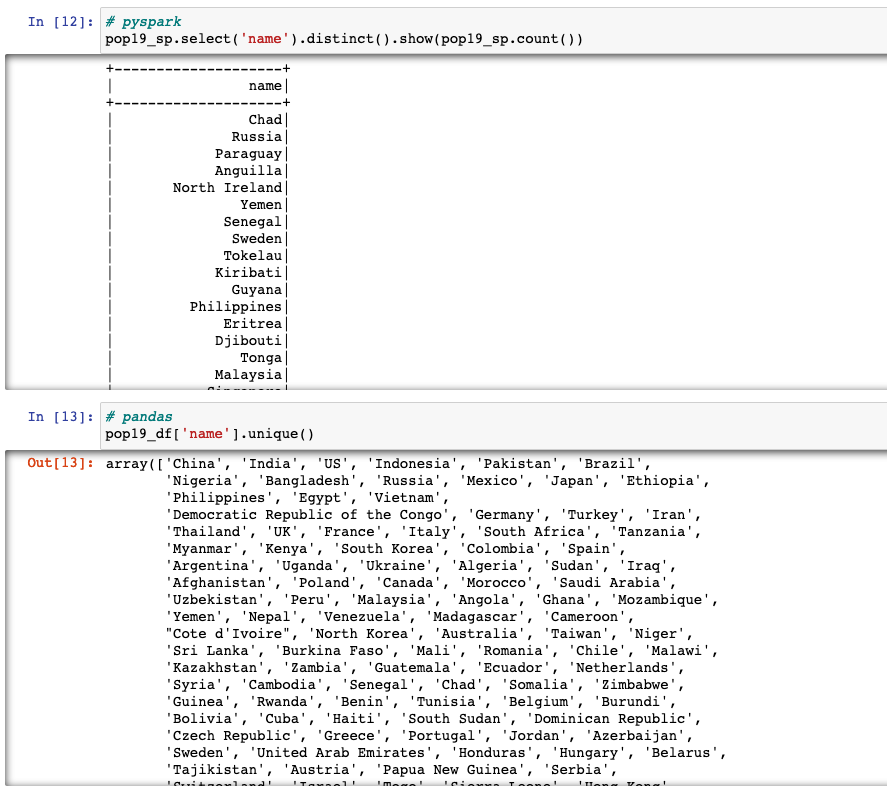 In [12]: # pyspark
pop19_sp.select('name').distinct().show(pop19_sp.count())
+--------------------+
|                name|
+--------------------+
|                Chad|
|              Russia|
|            Paraguay|
|            Anguilla|
|       North Ireland|
|               Yemen|
|             Senegal|
|              Sweden|
|             Tokelau|
|            Kiribati|
|              Guyana|
|         Philippines|
|             Eritrea|
|            Djibouti|
|               Tonga|
|            Malaysia|
In [13]: # pandas
pop19_df['name'].unique()
Out[13]: array(['China', 'India', 'US', 'Indonesia', 'Pakistan', 'Brazil',
'Nigeria', 'Bangladesh', 'Russia', 'Mexico', 'Japan', 'Ethiopia',
'Philippines', 'Egypt', 'Vietnam',
'Democratic Republic of the Congo', 'Germany', 'Turkey', 'Iran',
'Thailand', 'UK', 'France', 'Italy', 'South Africa', 'Tanzania',
'Myanmar', 'Kenya', 'South Korea', 'Colombia', 'Spain',
'Argentina', 'Uganda', 'Ukraine', 'Algeria', 'Sudan', 'Iraq',
'Afghanistan', 'Poland', 'Canada', 'Morocco', 'Saudi Arabia',
'Uzbekistan', 'Peru', 'Malaysia', 'Angola', 'Ghana', 'Mozambique',
'Yemen', 'Nepal', 'Venezuela', 'Madagascar', 'Cameroon',
"Cote d'Ivoire", 'North Korea', 'Australia', 'Taiwan', 'Niger',
'Sri Lanka', 'Burkina Faso', 'Mali', 'Romania', 'Chile', 'Malawi',
'Kazakhstan', 'Zambia', 'Guatemala', 'Ecuador', 'Netherlands',
'Syria', 'Cambodia', 'Senegal', 'Chad', 'Somalia', 'Zimbabwe',
'Guinea', 'Rwanda', 'Benin', 'Tunisia', 'Belgium', 'Burundi',
'Bolivia', 'Cuba', 'Haiti', 'South Sudan', 'Dominican Republic',
'Czech Republic', 'Greece', 'Portugal', 'Jordan', 'Azerbaijan',
'Sweden', 'United Arab Emirates', 'Honduras', 'Hungary', 'Belarus',
'Tajikistan', 'Austria', 'Papua New Guinea', 'Serbia',